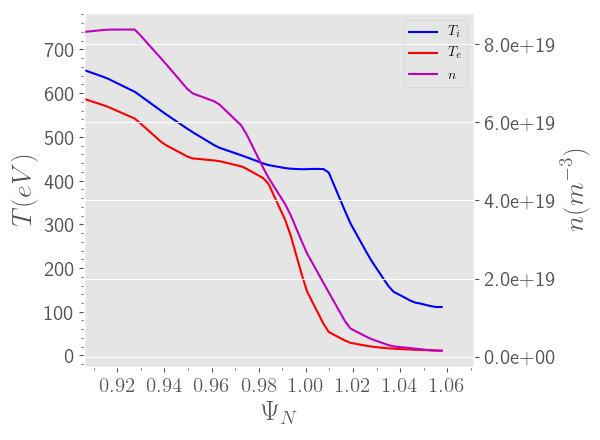 T_i
T_e
n
700
600
500
400
300
200
100
0
8.0e+19
6.0e+19
4.0e+19
2.0e+19
0.0e+00
T(eV)
n(m^{-3})
0.92 0.94 0.96 0.98 1.00 1.02 1.04 1.06
Ψ_N